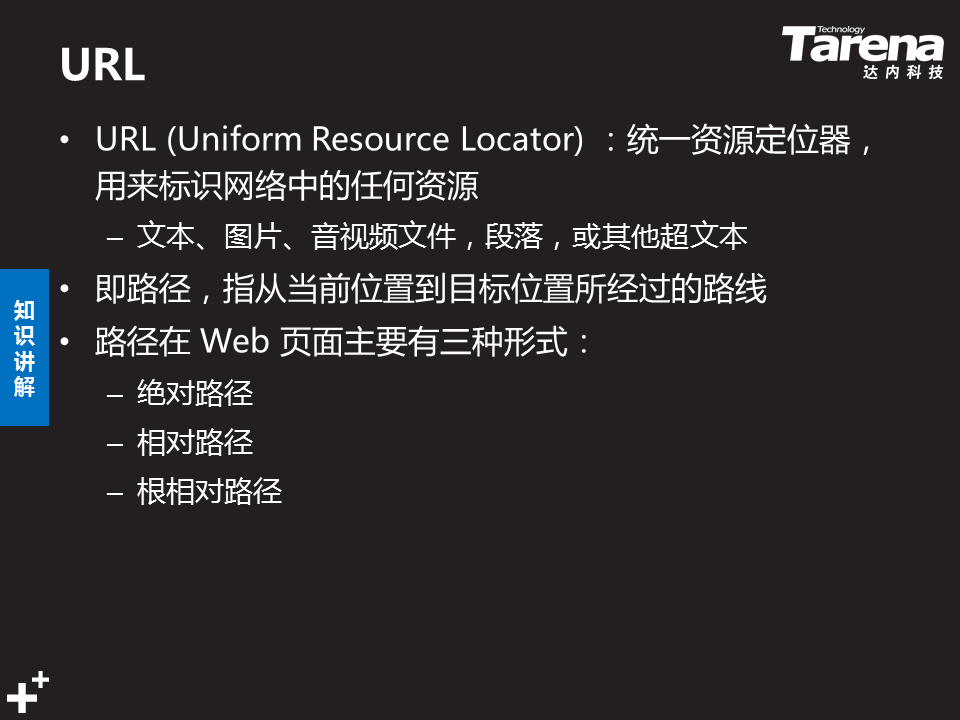 URL
Technology
Tarena
达内科技
• URL (Uniform Resource Locator) ：统一资源定位器，
用来标识网络中的任何资源
– 文本、图片、音视频文件，段落，或其他超文本
• 即路径，指从当前位置到目标位置所经过的路线
• 路径在 Web 页面主要有三种形式：
– 绝对路径
– 相对路径
– 根相对路径
知
识
讲
解